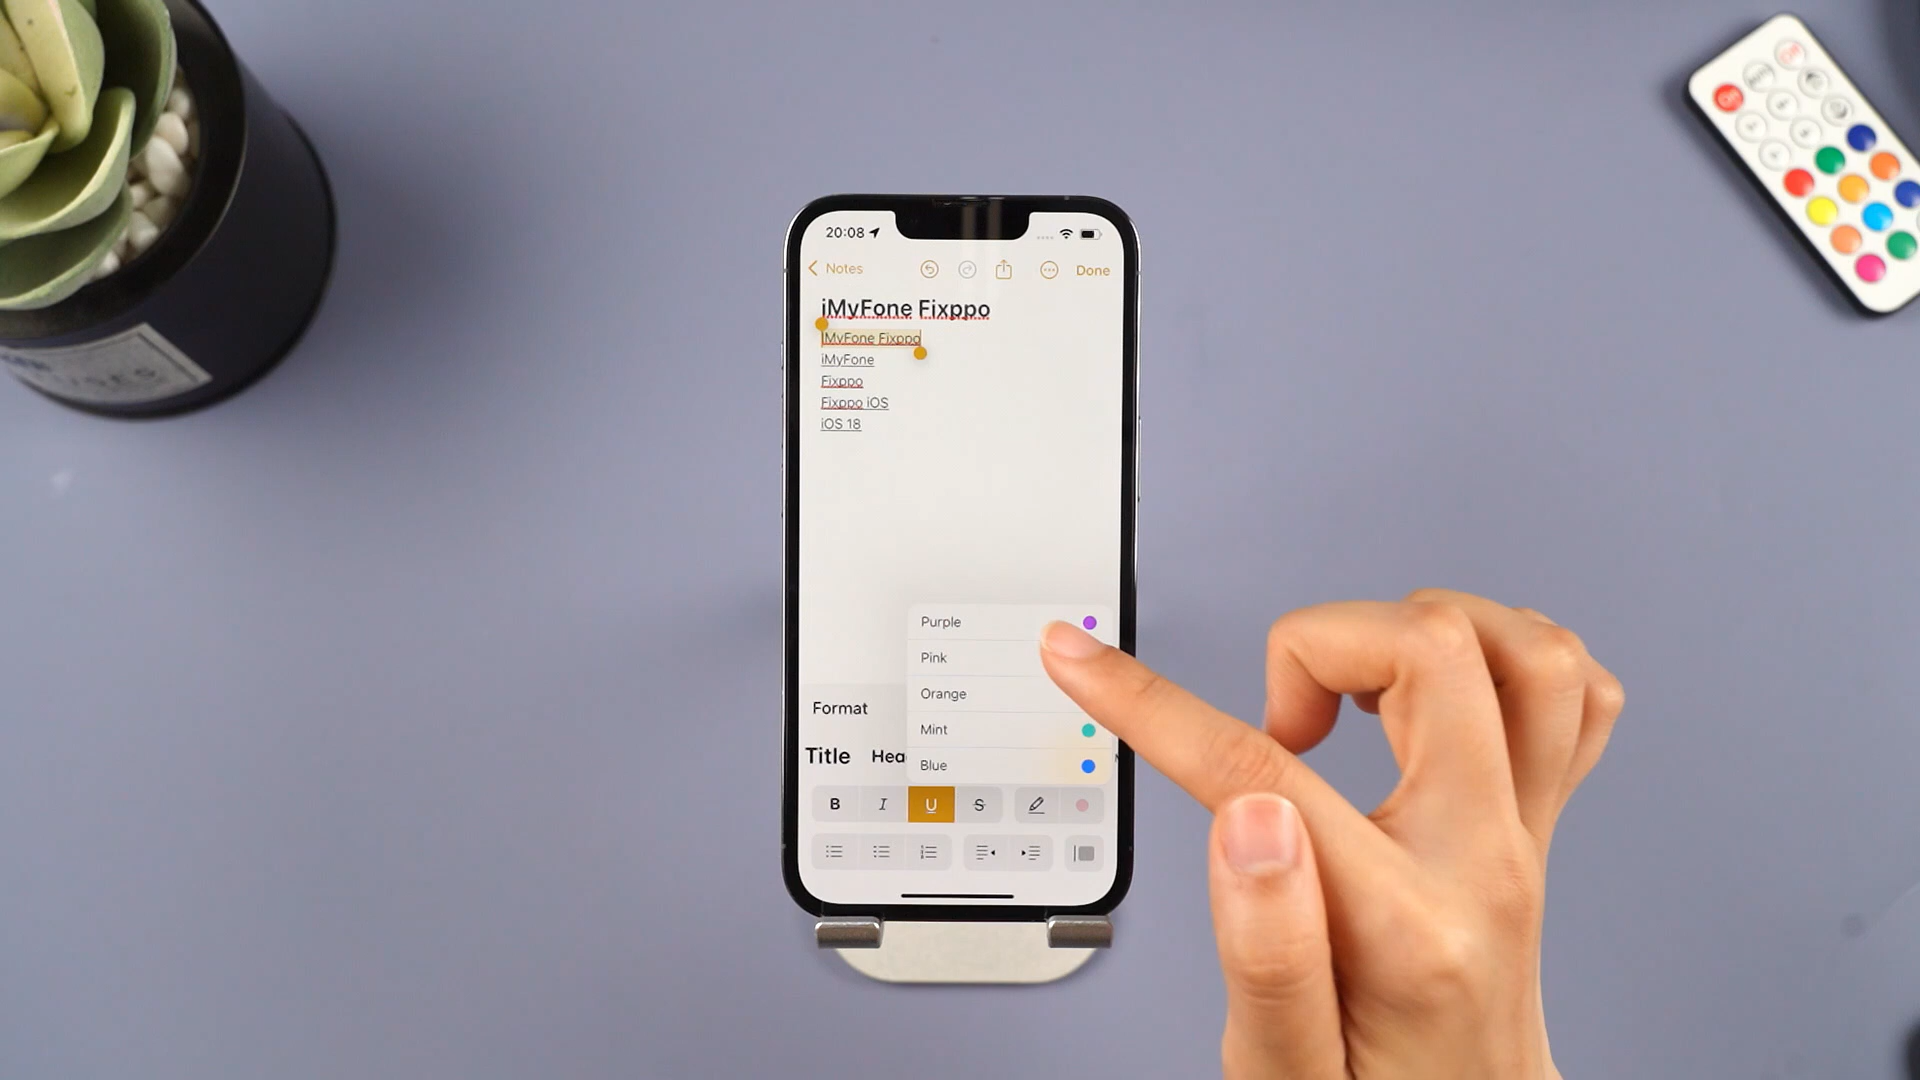 20:08
Notes
Done
iMyFone Fixppo
iMyFone Fixppo
iMyFone
Fixppo
Fixppo iOS
iOS 18
Purple
Pink
Orange
Mint
Blue
Format
Title Hea
B I U S